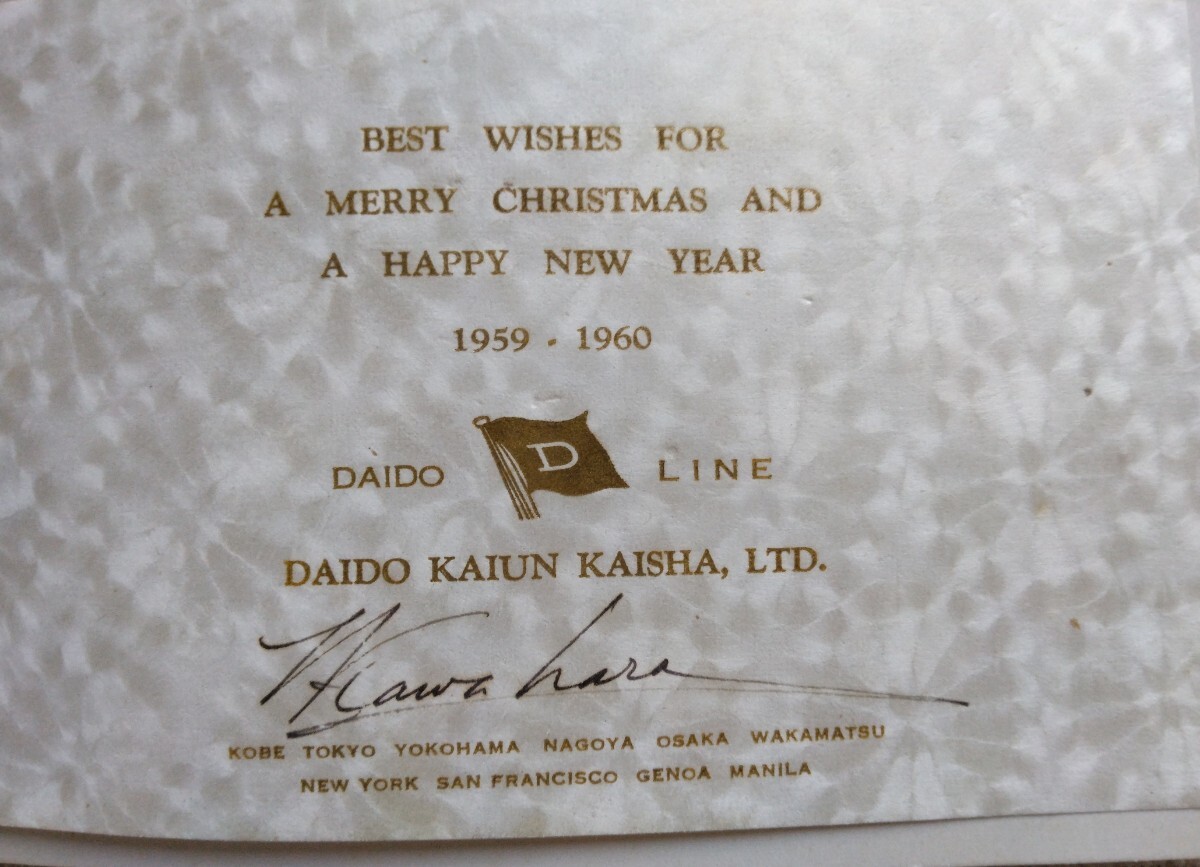 BEST WISHES FOR
A MERRY CHRISTMAS AND
A HAPPY NEW YEAR
1959 - 1960
DAIDO D LINE
DAIDO KAIUN KAISHA, LTD.
Kawahara
KOBE TOKYO YOKOHAMA NAGOYA OSAKA WAKAMATSU
NEW YORK SAN FRANCISCO GENOA MANILA